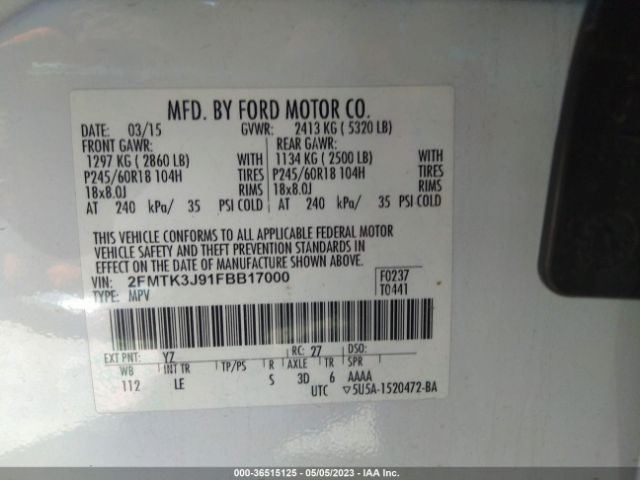 MFD. BY FORD MOTOR CO.
DATE: 03/15 GVWR: 2413 KG ( 5320 LB)
FRONT GAWR: REAR GAWR:
1297 KG ( 2860 LB) WITH 1134 KG ( 2500 LB) WITH
P245/60R18 104H TIRES P245/60R18 104H TIRES
18x8.0J RIMS 18x8.0J RIMS
AT 240 kPa/ 35 PSI COLD AT 240 kPa/ 35 PSI COLD
THIS VEHICLE CONFORMS TO ALL APPLICABLE FEDERAL MOTOR
VEHICLE SAFETY AND THEFT PREVENTION STANDARDS IN
EFFECT ON THE DATE OF MANUFACTURE SHOWN ABOVE.
VIN: 2FMTK3J91FBB17000 F0237
TYPE: MPV T0441
EXT PNT: YZ RC: 27 DSO:
WB INT TR TP/PS R AXLE TR SPR
112 LE S 3D 6 AAAA
UTC ▽5U5A-1520472-BA
000-36515125 - 05/05/2023 - © IAA Inc.